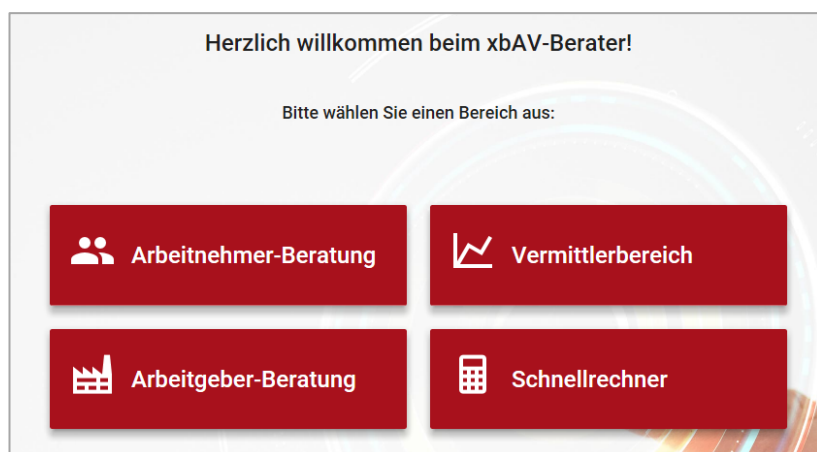 Herzlich willkommen beim xbAV-Berater!
Bitte wählen Sie einen Bereich aus:
Arbeitnehmer-Beratung
Vermittlerbereich
Arbeitgeber-Beratung
Schnellrechner